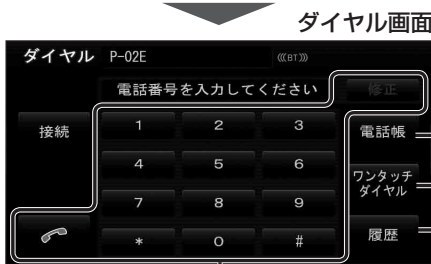 ダイヤル画面
ダイヤル P-02E (((BT)))
電話番号を入力してください 修正
接続 1 2 3 電話帳
4 5 6 ワンタッチ
ダイヤル
7 8 9
* 0 # 履歴